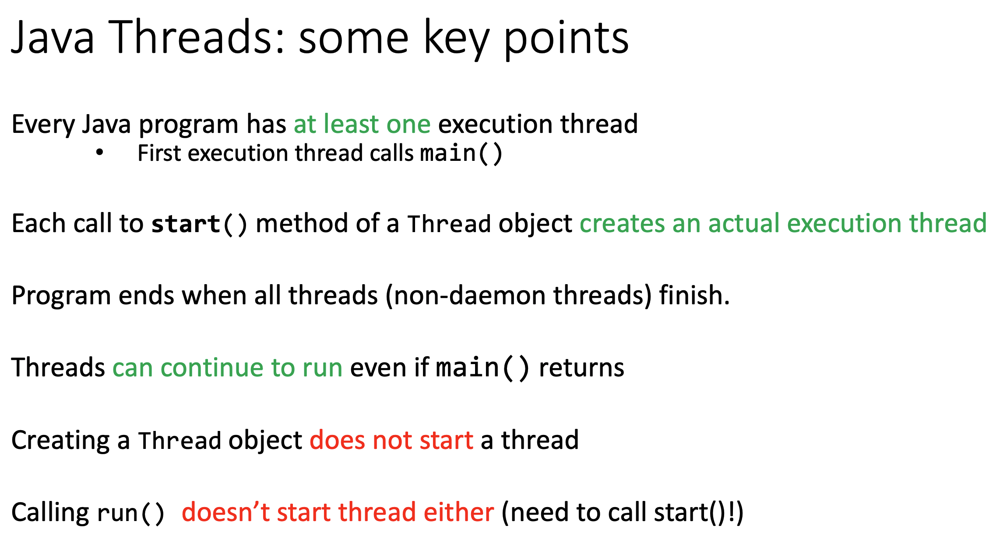 Java Threads: some key points
Every Java program has at least one execution thread
• First execution thread calls main()
Each call to start() method of a Thread object creates an actual execution thread
Program ends when all threads (non-daemon threads) finish.
Threads can continue to run even if main() returns
Creating a Thread object does not start a thread
Calling run() doesn’t start thread either (need to call start()!)